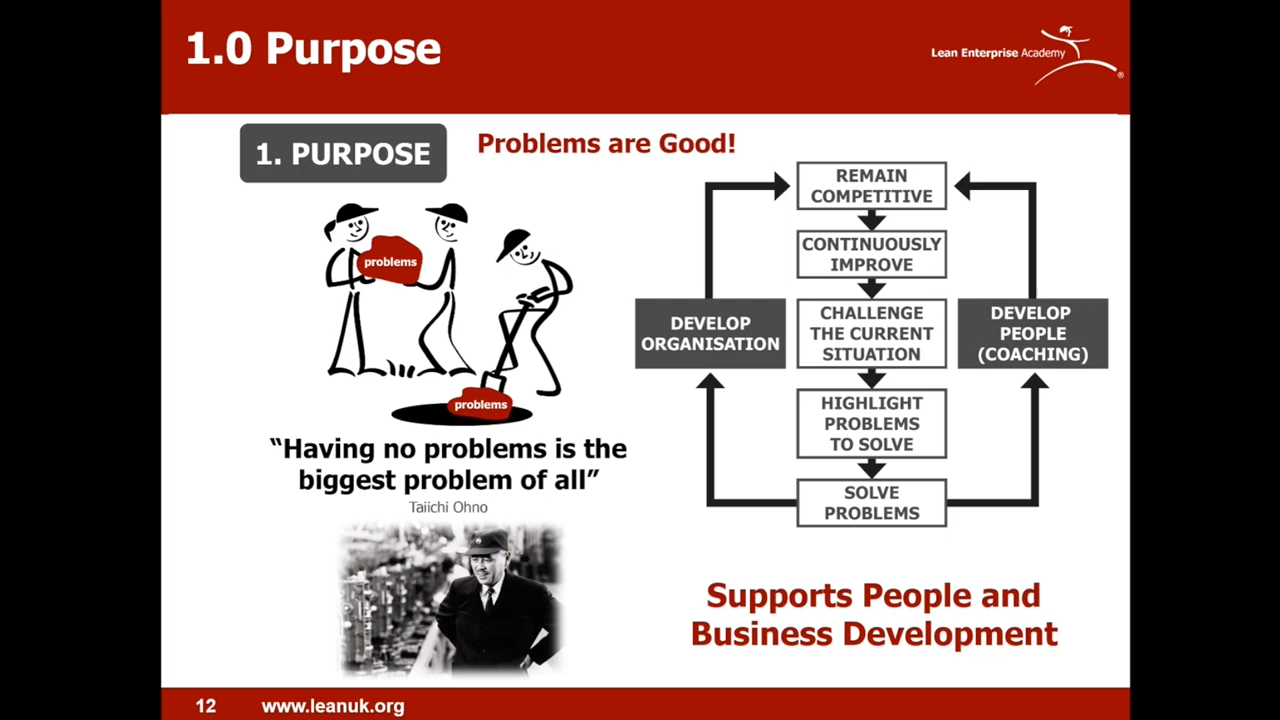 1.0 Purpose
Lean Enterprise Academy
®
1. PURPOSE
Problems are Good!
problems
problems
“Having no problems is the
biggest problem of all”
Taiichi Ohno
REMAIN
COMPETITIVE
CONTINUOUSLY
IMPROVE
DEVELOP
ORGANISATION
CHALLENGE
THE CURRENT
SITUATION
DEVELOP
PEOPLE
(COACHING)
HIGHLIGHT
PROBLEMS
TO SOLVE
SOLVE
PROBLEMS
Supports People and
Business Development
12 www.leanuk.org